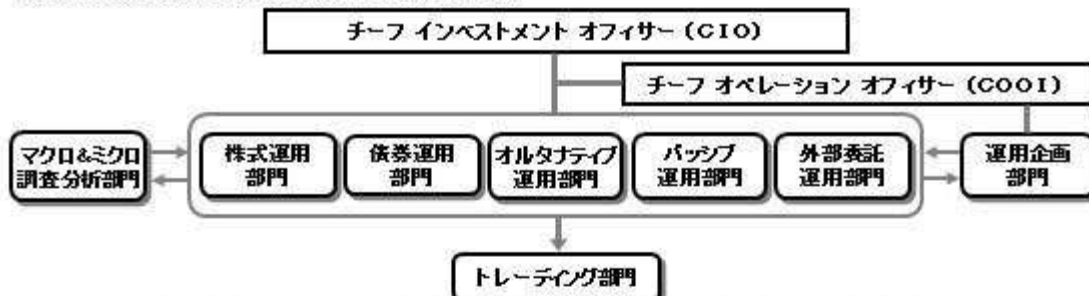 チーフ インベストメント オフィサー (CIO)
チーフ オペレーション オフィサー (COOI)
マクロ&ミクロ
調査分析部門
株式運用
部門
債券運用
部門
オルタナティブ
運用部門
パッシブ
運用部門
外部委託
運用部門
運用企画
部門
トレーディング部門